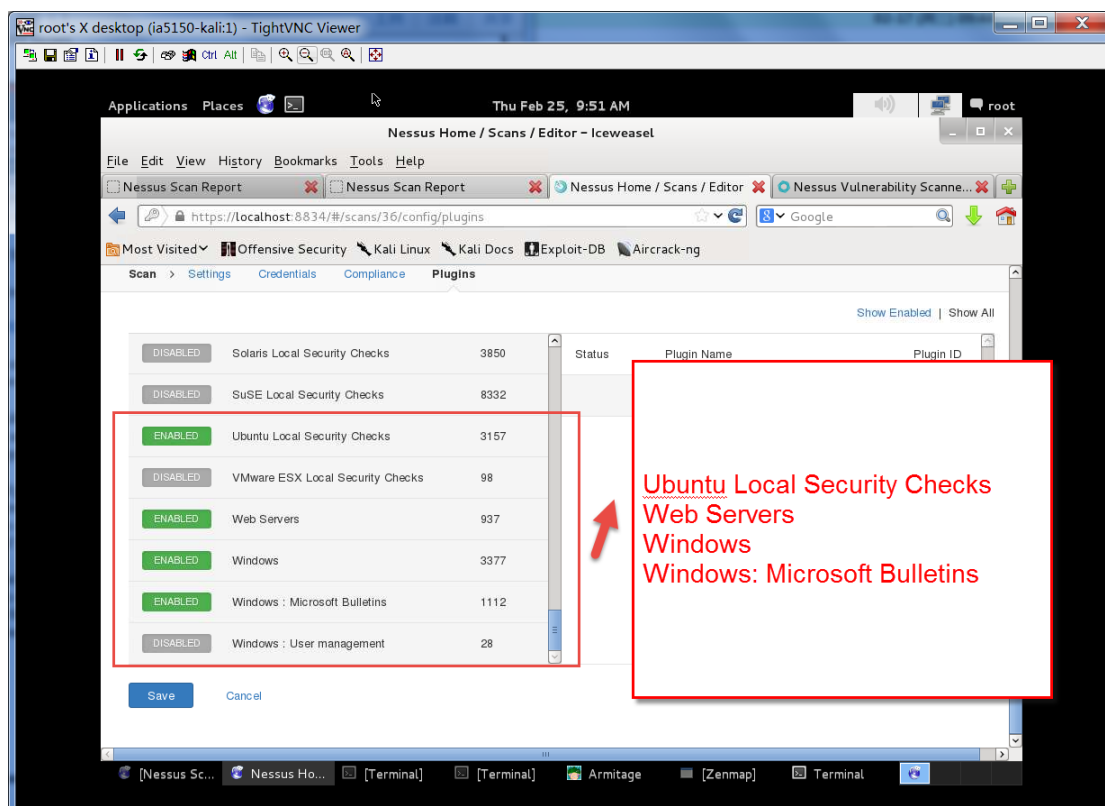 root's X desktop (ia5150-kali:1) - TightVNC Viewer
Ctrl Alt
Applications Places Thu Feb 25, 9:51 AM root
Nessus Home / Scans / Editor - Iceweasel
File Edit View History Bookmarks Tools Help
Nessus Scan Report Nessus Scan Report Nessus Home / Scans / Editor Nessus Vulnerability Scanne...
https://localhost:8834/#/scans/36/config/plugins Google
Most Visited Offensive Security Kali Linux Kali Docs Exploit-DB Aircrack-ng
Scan > Settings Credentials Compliance Plugins
Show Enabled | Show All
DISABLED Solaris Local Security Checks 3850 Status Plugin Name Plugin ID
DISABLED SuSE Local Security Checks 8332
ENABLED Ubuntu Local Security Checks 3157
DISABLED VMware ESX Local Security Checks 98
ENABLED Web Servers 937
ENABLED Windows 3377
ENABLED Windows : Microsoft Bulletins 1112
DISABLED Windows : User management 28
Ubuntu Local Security Checks
Web Servers
Windows
Windows: Microsoft Bulletins
Save Cancel
[Nessus Sc... Nessus Ho... [Terminal] [Terminal] Armitage [Zenmap] Terminal